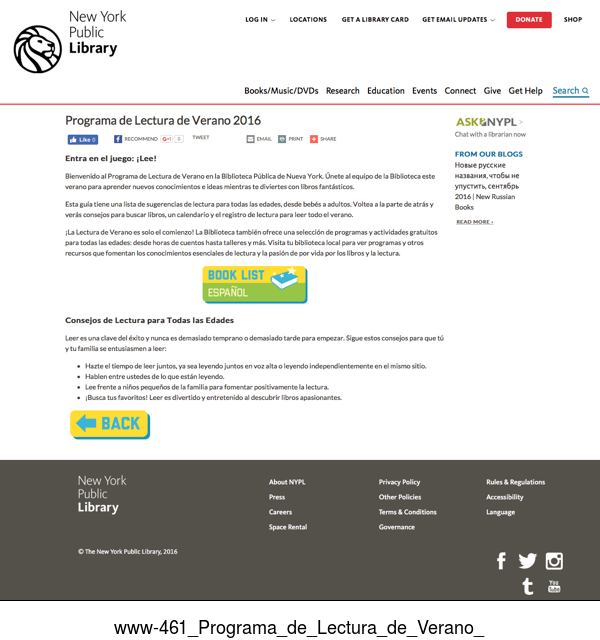 New York
Public
Library
LOG IN
LOCATIONS
GET A LIBRARY CARD
GET EMAIL UPDATES
DONATE
SHOP
Books/Music/DVDs Research Education Events Connect Give Get Help Search
Programa de Lectura de Verano 2016
Like 0
RECOMMEND
G+1 0
TWEET
EMAIL
PRINT
SHARE
Entra en el juego: ¡Lee!
Bienvenido al Programa de Lectura de Verano en la Biblioteca Pública de Nueva York. Únete al equipo de la Biblioteca este
verano para aprender nuevos conocimientos e ideas mientras te diviertes con libros fantásticos.
Esta guía tiene una lista de sugerencias de lectura para todas las edades, desde bebés a adultos. Voltea a la parte de atrás y
verás consejos para buscar libros, un calendario y el registro de lectura para leer todo el verano.
¡La Lectura de Verano es solo el comienzo! La Biblioteca también ofrece una selección de programas y actividades gratuitos
para todas las edades: desde horas de cuentos hasta talleres y más. Visita tu biblioteca local para ver programas y otros
recursos que fomentan los conocimientos esenciales de lectura y la pasión de por vida por los libros y la lectura.
BOOK LIST
ESPAÑOL
Consejos de Lectura para Todas las Edades
Leer es una clave del éxito y nunca es demasiado temprano o demasiado tarde para empezar. Sigue estos consejos para que tú
y tu familia se entusiasmen a leer:
• Hazte el tiempo de leer juntos, ya sea leyendo juntos en voz alta o leyendo independientemente en el mismo sitio.
• Hablen entre ustedes de lo que están leyendo.
• Lee frente a niños pequeños de la familia para fomentar positivamente la lectura.
• ¡Busca tus favoritos! Leer es divertido y entretenido al descubrir libros apasionantes.
BACK
ASK NYPL >
Chat with a librarian now
FROM OUR BLOGS
Новые русские
названия, чтобы не
упустить, сентябрь
2016 | New Russian
Books
READ MORE ›
New York
Public
Library
About NYPL
Press
Careers
Space Rental
Privacy Policy
Other Policies
Terms & Conditions
Governance
Rules & Regulations
Accessibility
Language
© The New York Public Library, 2016
You
Tube
www-461_Programa_de_Lectura_de_Verano_